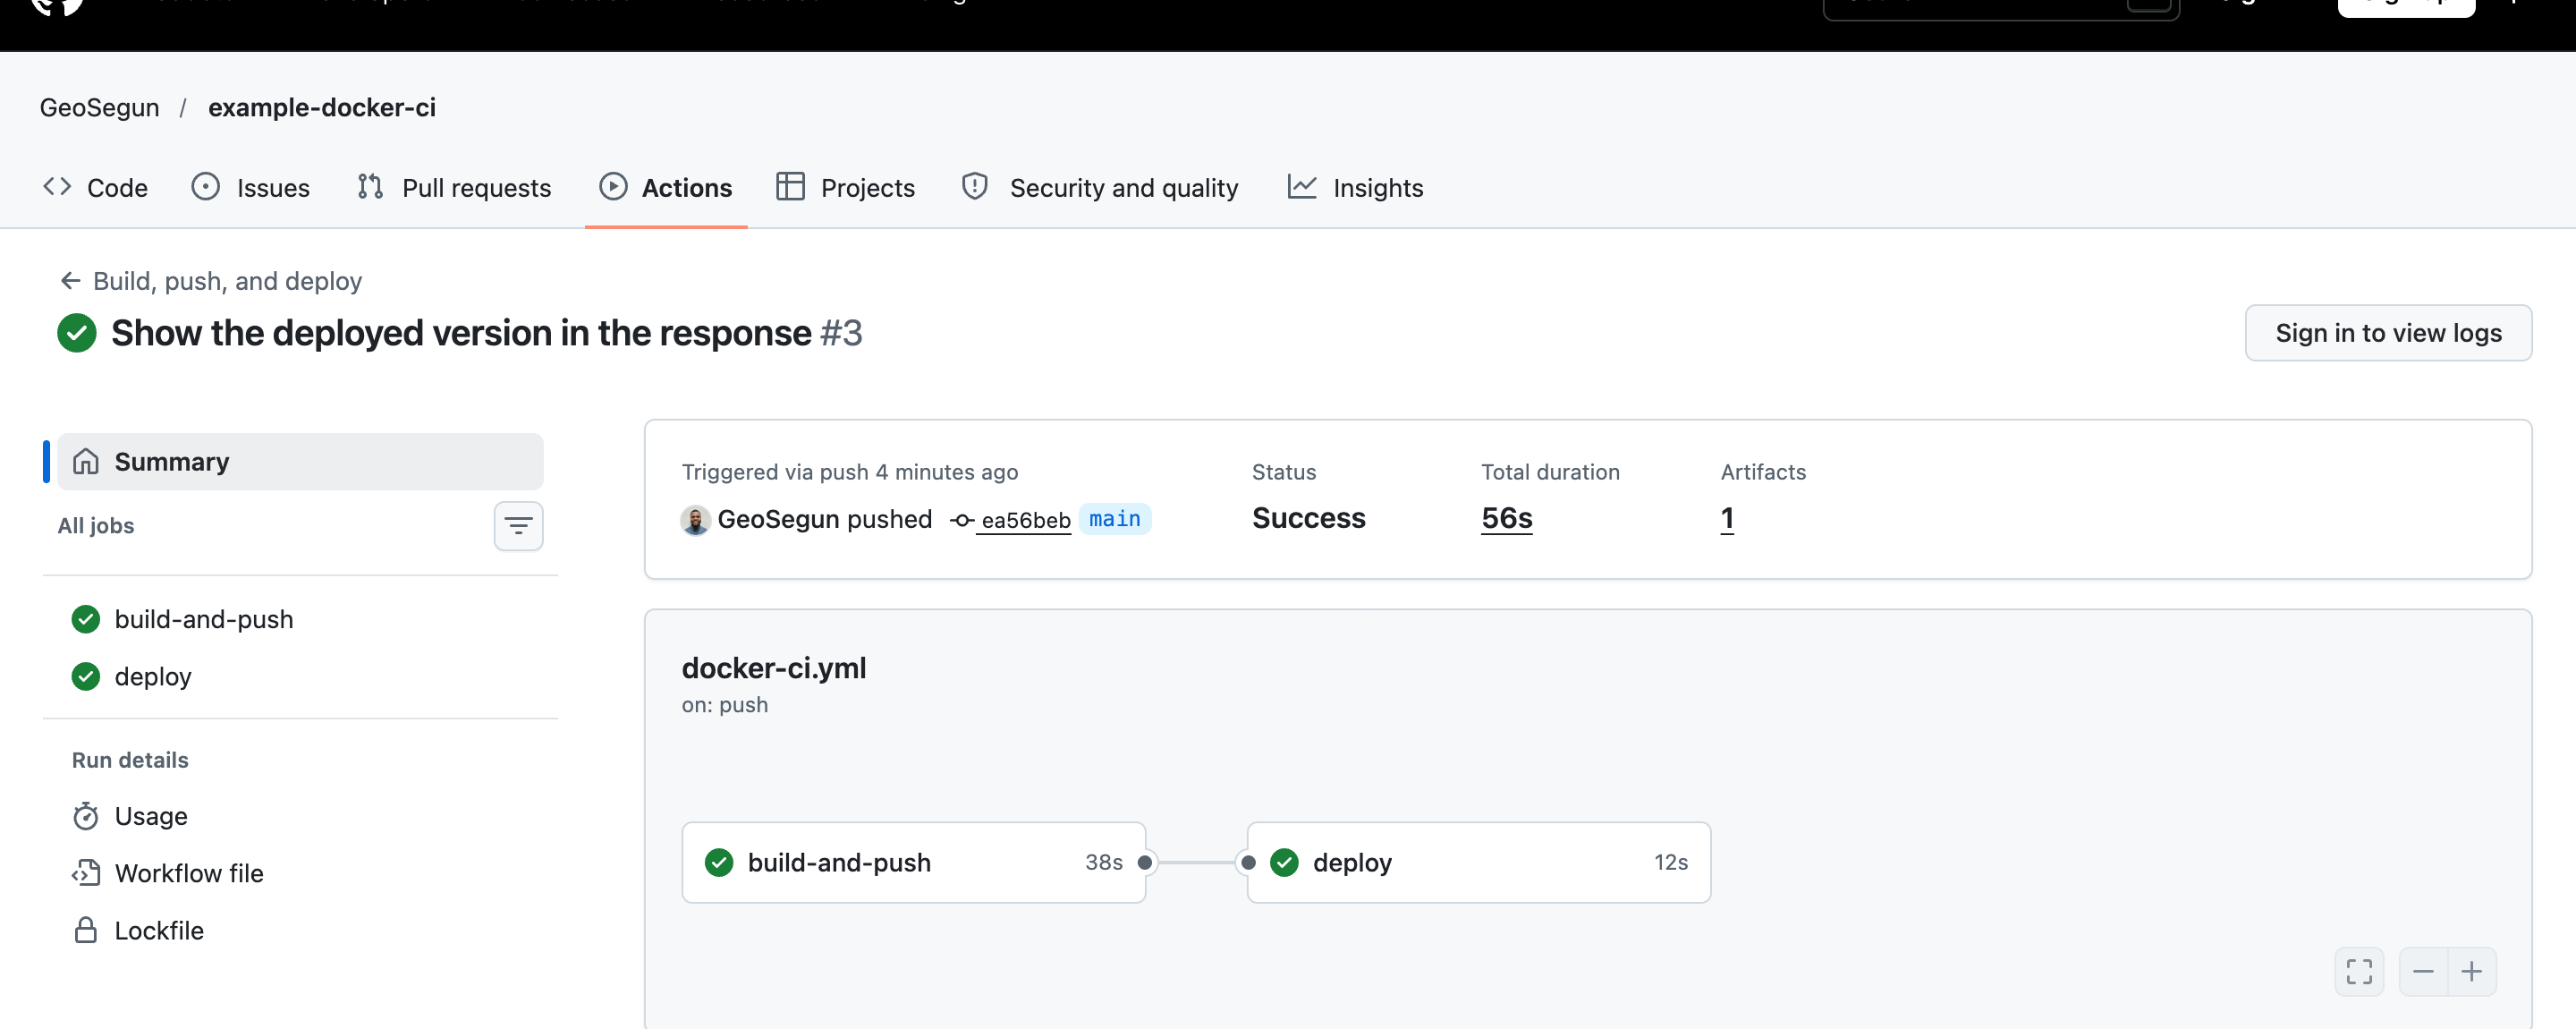 GeoSegun / example-docker-ci
Code Issues Pull requests Actions Projects Security and quality Insights
Build, push, and deploy
Show the deployed version in the response #3
Sign in to view logs
Summary
All jobs
build-and-push
deploy
Run details
Usage
Workflow file
Lockfile
Triggered via push 4 minutes ago
GeoSegun pushed ea56beb main
Status
Success
Total duration
56s
Artifacts
1
docker-ci.yml
on: push
build-and-push 38s
deploy 12s